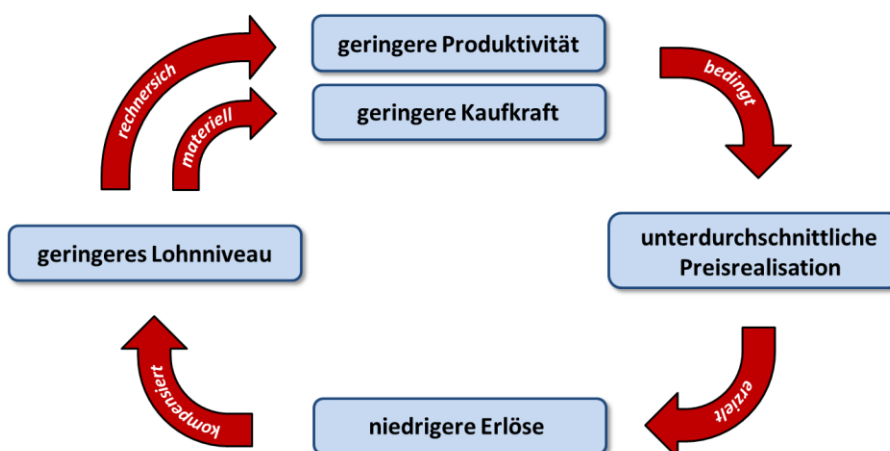 geringere Produktivität
geringere Kaufkraft
bedingt
unterdurchschnittliche
Preisrealisation
erzielt
niedrigere Erlöse
kompensiert
geringeres Lohnniveau
rechnersich
materiell